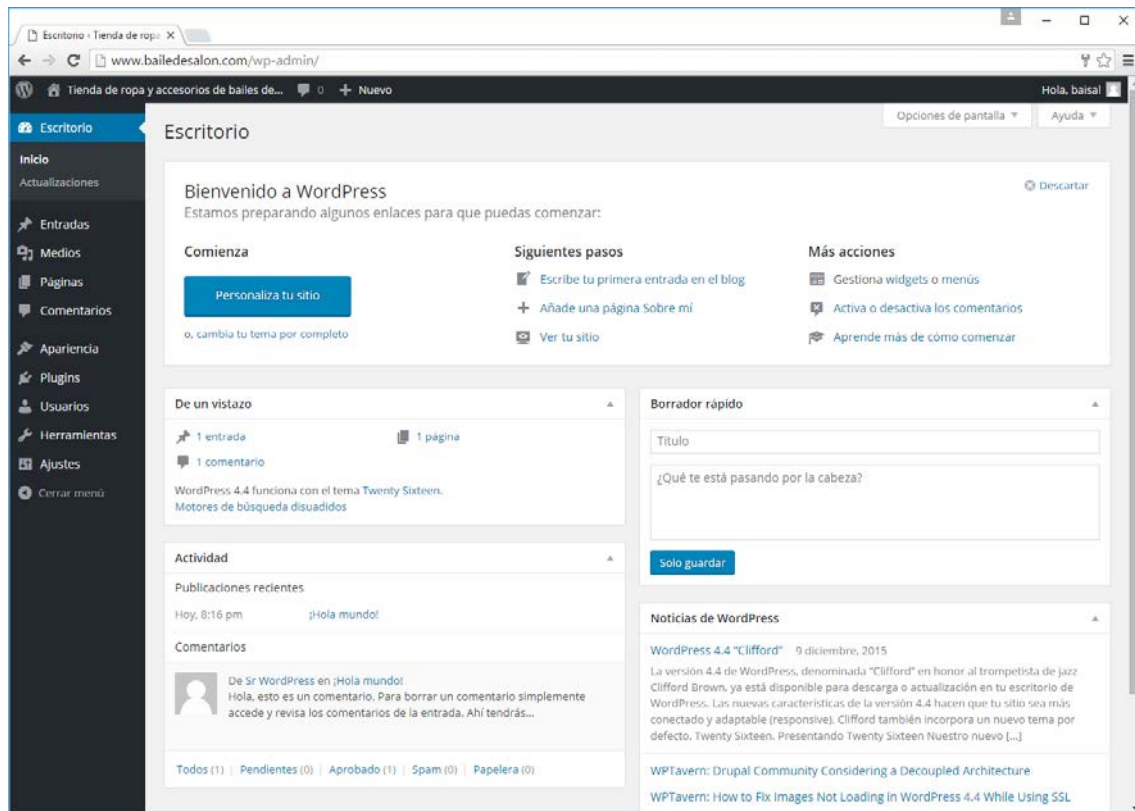 Escritorio ‹ Tienda de ropa
www.bailedesalon.com/wp-admin/
Tienda de ropa y accesorios de bailes de... 0 + Nuevo Hola, baisal
Opciones de pantalla Ayuda
Escritorio
Inicio
Actualizaciones
Entradas
Medios
Páginas
Comentarios
Apariencia
Plugins
Usuarios
Herramientas
Ajustes
Cerrar menú
Escritorio
Bienvenido a WordPress
Descartar
Estamos preparando algunos enlaces para que puedas comenzar:
Comienza
Personaliza tu sitio
o, cambia tu tema por completo
Siguientes pasos
Escribe tu primera entrada en el blog
Añade una página Sobre mí
Ver tu sitio
Más acciones
Gestiona widgets o menús
Activa o desactiva los comentarios
Aprende más de cómo comenzar
De un vistazo
1 entrada 1 página
1 comentario
WordPress 4.4 funciona con el tema Twenty Sixteen.
Motores de búsqueda disuadidos
Actividad
Publicaciones recientes
Hoy, 8:16 pm ¡Hola mundo!
Comentarios
De Sr WordPress en ¡Hola mundo!
Hola, esto es un comentario. Para borrar un comentario simplemente
accede y revisa los comentarios de la entrada. Ahí tendrás...
Todos (1) | Pendientes (0) | Aprobado (1) | Spam (0) | Papelera (0)
Borrador rápido
Título
¿Qué te está pasando por la cabeza?
Solo guardar
Noticias de WordPress
WordPress 4.4 “Clifford” 9 diciembre, 2015
La versión 4.4 de WordPress, denominada “Clifford” en honor al trompetista de jazz
Clifford Brown, ya está disponible para descarga o actualización en tu escritorio de
WordPress. Las nuevas características de la versión 4.4 hacen que tu sitio sea más
conectado y adaptable (responsive). Clifford también incorpora un nuevo tema por
defecto, Twenty Sixteen. Presentando Twenty Sixteen Nuestro nuevo [...]
WPTavern: Drupal Community Considering a Decoupled Architecture
WPTavern: How to Fix Images Not Loading in WordPress 4.4 While Using SSL